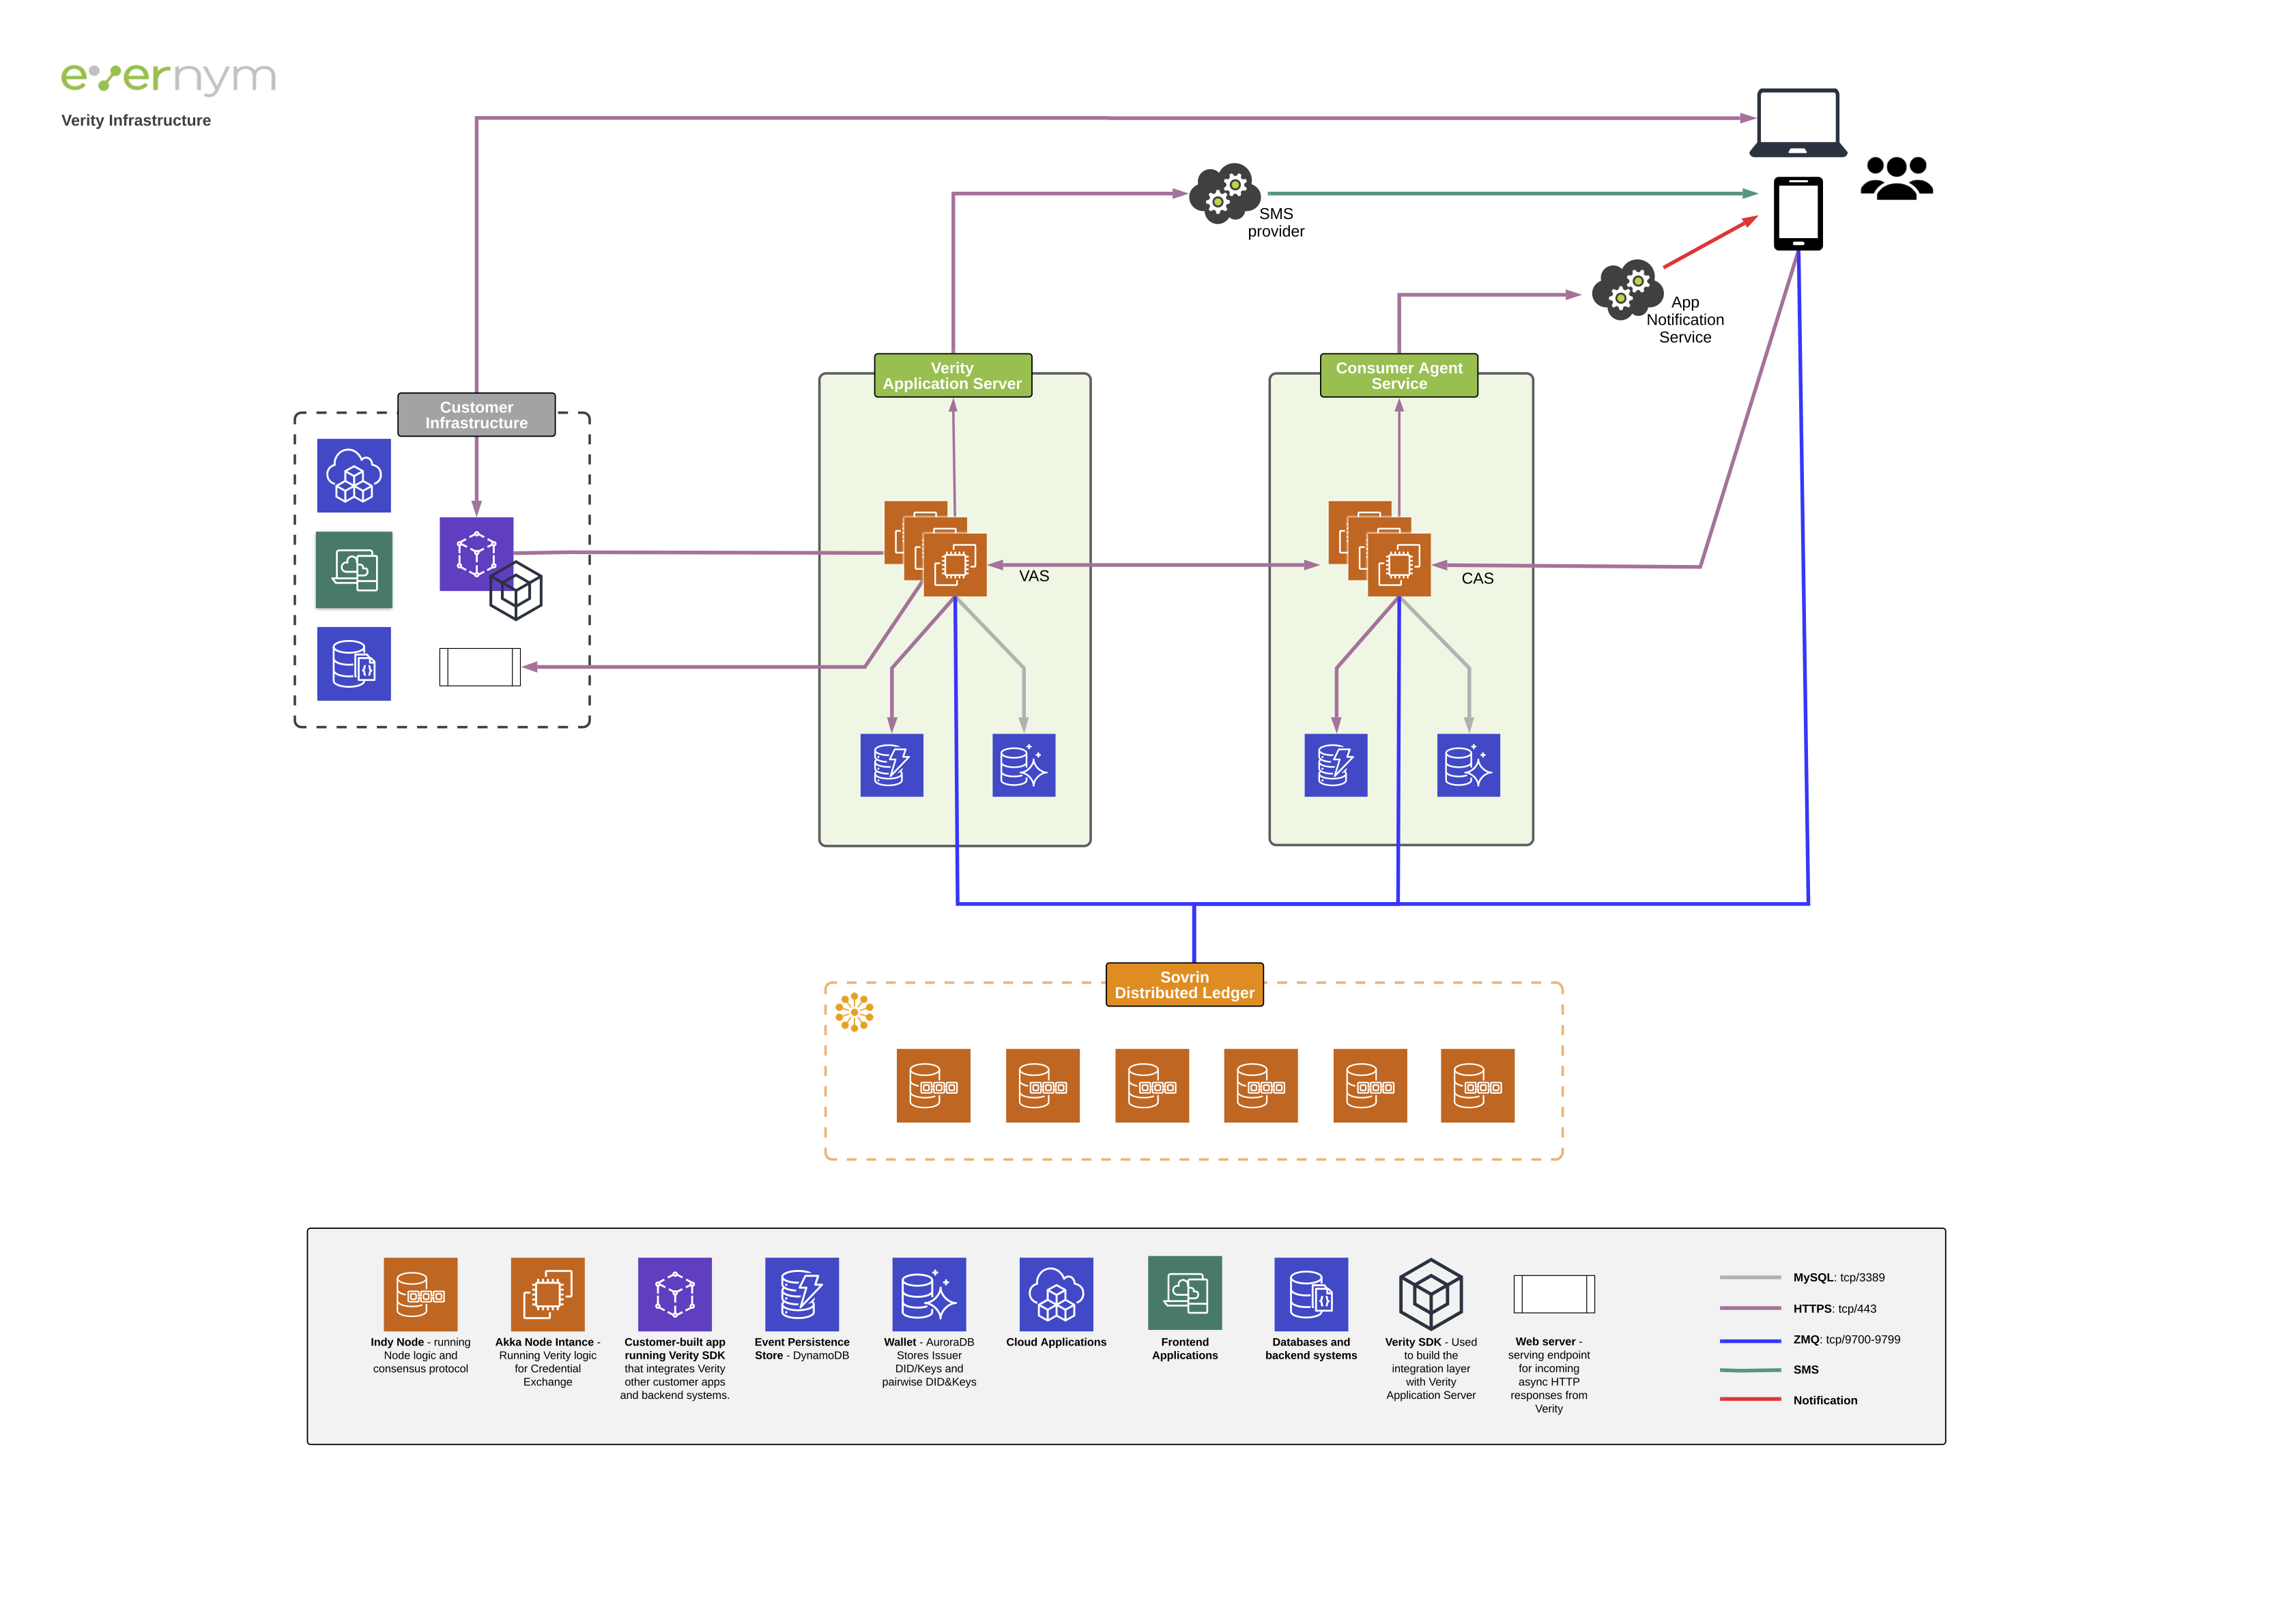 evernym
Verity Infrastructure
SMS
provider
App
Notification
Service
Verity
Application Server
Consumer Agent
Service
Customer
Infrastructure
VAS
CAS
Sovrin
Distributed Ledger
Indy Node - running
Node logic and
consensus protocol
Akka Node Intance -
Running Verity logic
for Credential
Exchange
Customer-built app
running Verity SDK
that integrates Verity
other customer apps
and backend systems.
Event Persistence
Store - DynamoDB
Wallet - AuroraDB
Stores Issuer
DID/Keys and
pairwise DID&Keys
Cloud Applications
Frontend
Applications
Databases and
backend systems
Verity SDK - Used
to build the
integration layer
with Verity
Application Server
Web server -
serving endpoint
for incoming
async HTTP
responses from
Verity
MySQL: tcp/3389
HTTPS: tcp/443
ZMQ: tcp/9700-9799
SMS
Notification